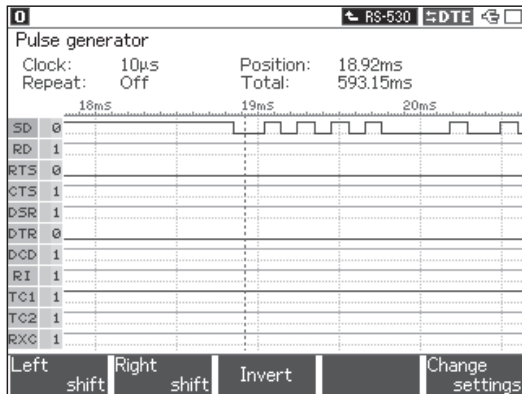 0 RS-530 DTE
Pulse generator
Clock: 10µs Position: 18.92ms
Repeat: Off Total: 593.15ms
18mS 19mS 20mS
SD 0
RD 1
RTS 0
CTS 1
DSR 1
DTR 0
DCD 1
RI 1
TC1 1
TC2 1
RXC 1
Left shift Right shift Invert Change settings